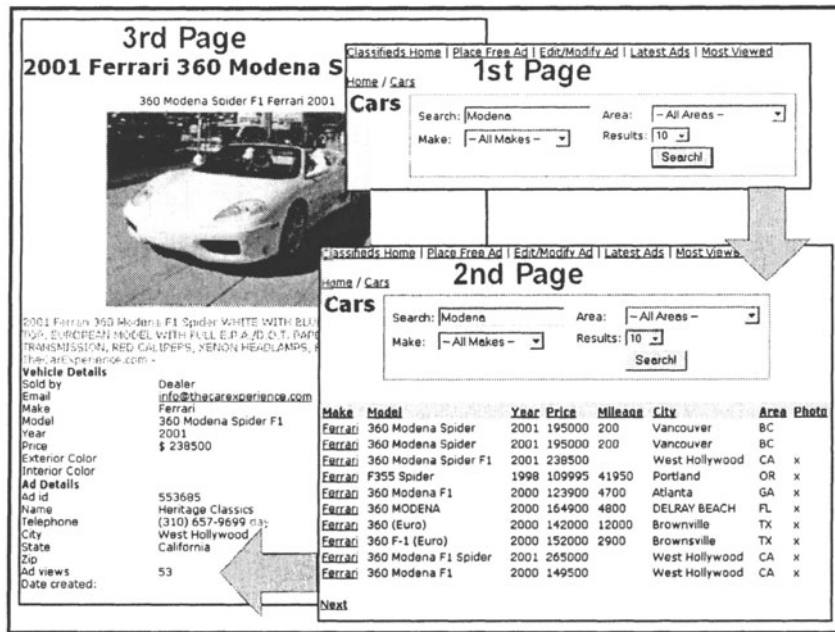 3rd Page
2001 Ferrari 360 Modena S
360 Modena Spider F1 Ferrari 2001
2001 Ferrari 360 Modena F1 Spider WHITE WITH BLU
TOP, EUROPEAN MODEL WITH FULL E.P.A./D.O.T. PAPE
TRANSMISSION, RED CALIPERS, XENON HEADLAMPS,
TheCarExperience.com -
Vehicle Details
Sold by Dealer
Email info@thecarexperience.com
Make Ferrari
Model 360 Modena Spider F1
Year 2001
Price $ 238500
Exterior Color
Interior Color
Ad Details
Ad id 553685
Name Heritage Classics
Telephone (310) 657-9699 day
City West Hollywood
State California
Zip
Ad views 53
Date created:
Classifieds Home | Place Free Ad | Edit/Modify Ad | Latest Ads | Most Viewed
1st Page
Home / Cars
Cars
Search: Modena Area: - All Areas -
Make: - All Makes - Results: 10
Search!
Classifieds Home | Place Free Ad | Edit/Modify Ad | Latest Ads | Most Viewe
2nd Page
Home / Cars
Cars
Search: Modena Area: - All Areas -
Make: - All Makes - Results: 10
Search!
Make Model Year Price Mileage City Area Photo
Ferrari 360 Modena Spider 2001 195000 200 Vancouver BC
Ferrari 360 Modena Spider 2001 195000 200 Vancouver BC
Ferrari 360 Modena Spider F1 2001 238500 West Hollywood CA x
Ferrari F355 Spider 1998 109995 41950 Portland OR x
Ferrari 360 Modena F1 2000 123900 4700 Atlanta GA x
Ferrari 360 MODENA 2000 164900 4800 DELRAY BEACH FL x
Ferrari 360 (Euro) 2000 142000 12000 Brownville TX x
Ferrari 360 F-1 (Euro) 2000 152000 2900 Brownsville TX x
Ferrari 360 Modena F1 Spider 2001 265000 West Hollywood CA x
Ferrari 360 Modena F1 2000 149500 West Hollywood CA x
Next